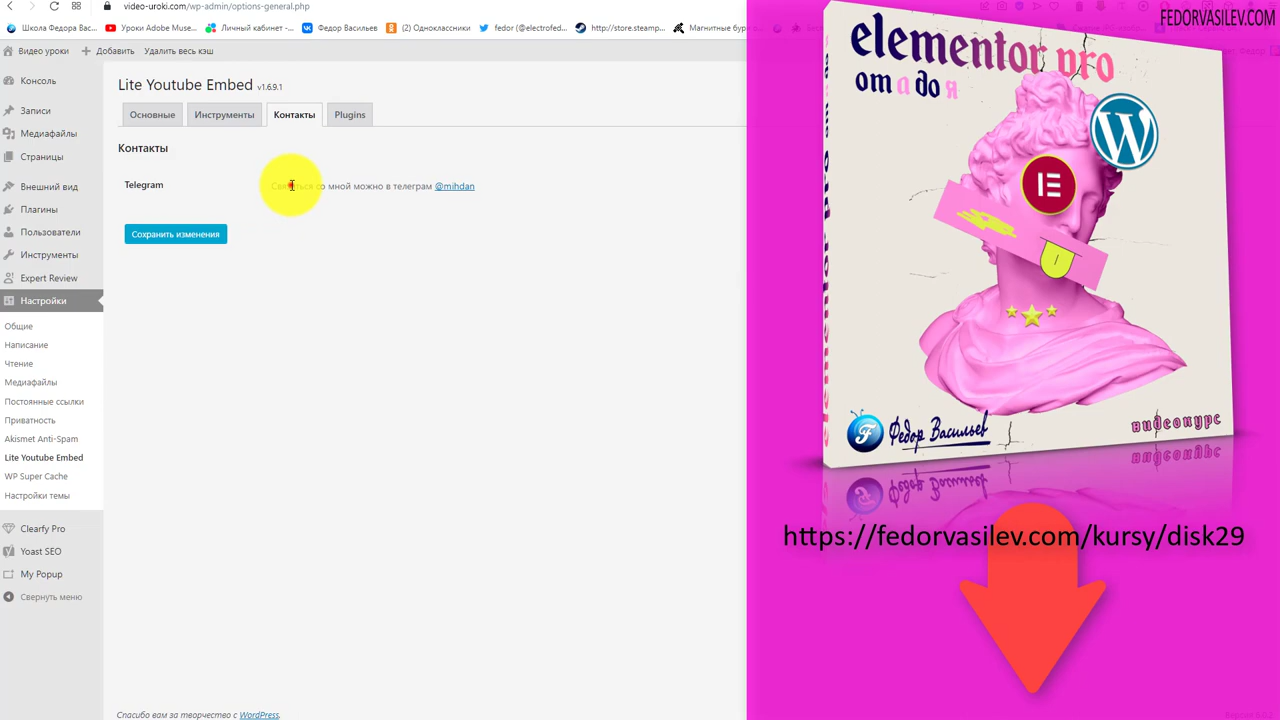 video-uroki.com/wp-admin/options-general.php
FEDORVASILEV.COM
Школа Федора Вас...
Уроки Adobe Muse...
Личный кабинет -...
Федор Васильев
(2) Одноклассники
fedor (@electrofed...
http://store.steamp...
Магнитные бури
Видео уроки
Добавить
Удалить весь кэш
Консоль
Записи
Медиафайлы
Страницы
Внешний вид
Плагины
Пользователи
Инструменты
Expert Review
Настройки
Общие
Написание
Чтение
Медиафайлы
Постоянные ссылки
Приватность
Akismet Anti-Spam
Lite Youtube Embed
WP Super Cache
Настройки темы
Clearfy Pro
Yoast SEO
My Popup
Свернуть меню
Lite Youtube Embed v1.6.9.1
Основные
Инструменты
Контакты
Plugins
Контакты
Telegram
Связаться со мной можно в телеграм @mihdan
Сохранить изменения
Спасибо вам за творчество с WordPress.
elementor pro
от а до я
Федор Васильев
видеокурс
https://fedorvasilev.com/kursy/disk29